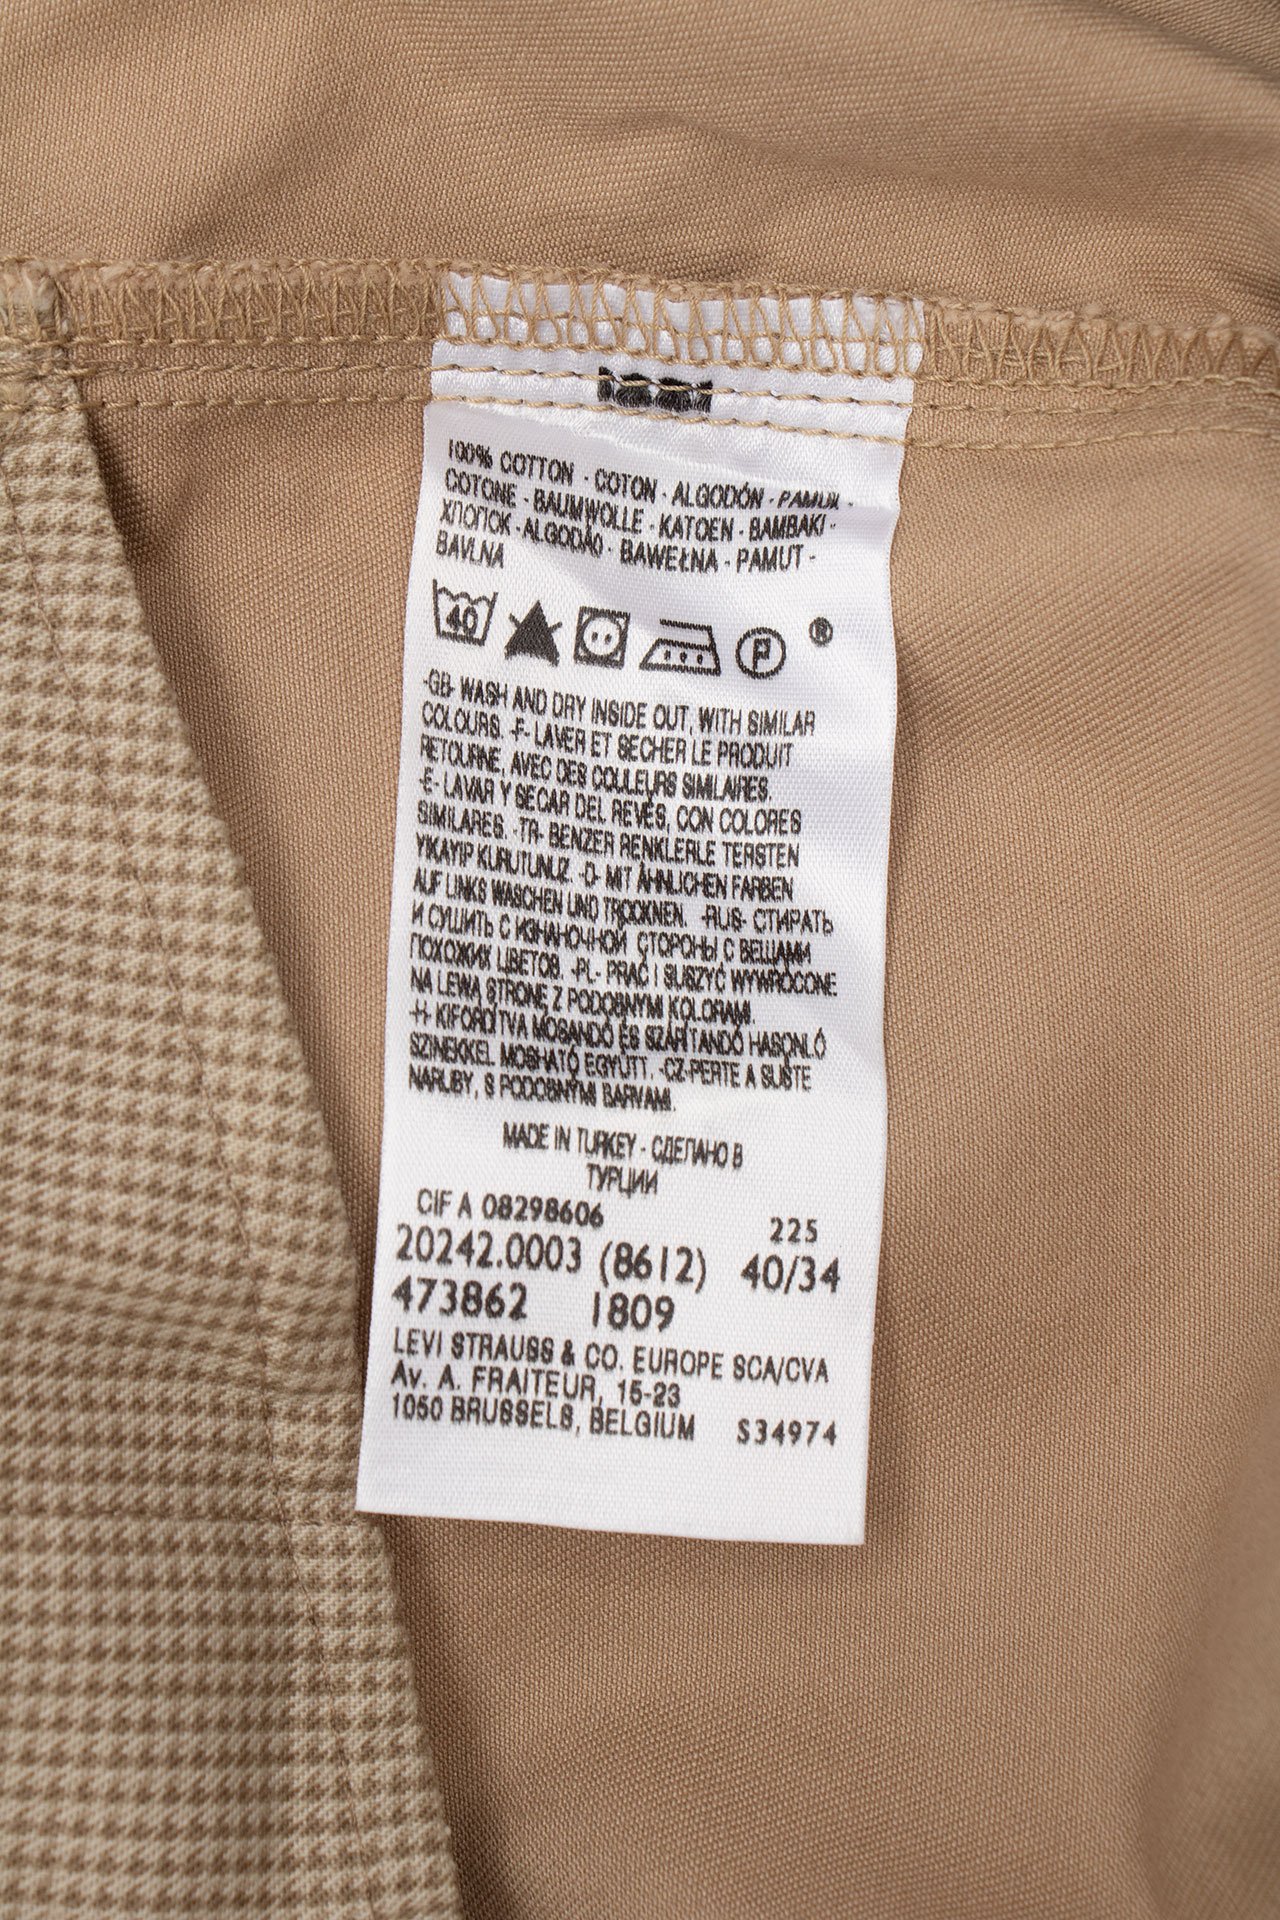 100% COTTON - COTON - ALGODÓN - PAMUK -
COTONE - BAUMWOLLE - KATOEN - BAMBAKI -
ХЛОПОК - ALGODÃO - BAWEŁNA - PAMUT -
BAVLNA
40 P ®
-GB- WASH AND DRY INSIDE OUT, WITH SIMILAR
COLOURS. -F- LAVER ET SECHER LE PRODUIT
RETOURNE, AVEC DES COULEURS SIMILAIRES.
-E- LAVAR Y SECAR DEL REVÉS, CON COLORES
SIMILARES. -TR- BENZER RENKLERLE TERSTEN
YIKAYIP KURUTUNUZ. -D- MIT ÄHNLICHEN FARBEN
AUF LINKS WASCHEN UND TROCKNEN. -RUS- СТИРАТЬ
И СУШИТЬ С ИЗНАНОЧНОЙ СТОРОНЫ С ВЕЩАМИ
ПОХОЖИХ ЦВЕТОВ. -PL- PRAĆ I SUSZYĆ WYWRÓCONE
NA LEWĄ STRONĘ Z PODOBNYMI KOLORAMI.
-H- KIFORDÍTVA MOSANDÓ ÉS SZÁRÍTANDÓ HASONLÓ
SZINEKKEL MOSHATÓ EGYÜTT. -CZ-PERTE A SUŠTE
NARUBY, S PODOBNÝMI BARVAMI.
MADE IN TURKEY - СДЕЛАНО В
ТУРЦИИ
CIF A 08298606 225
20242.0003 (8612) 40/34
473862 1809
LEVI STRAUSS & CO. EUROPE SCA/CVA
Av. A. FRAITEUR, 15-23
1050 BRUSSELS, BELGIUM S34974